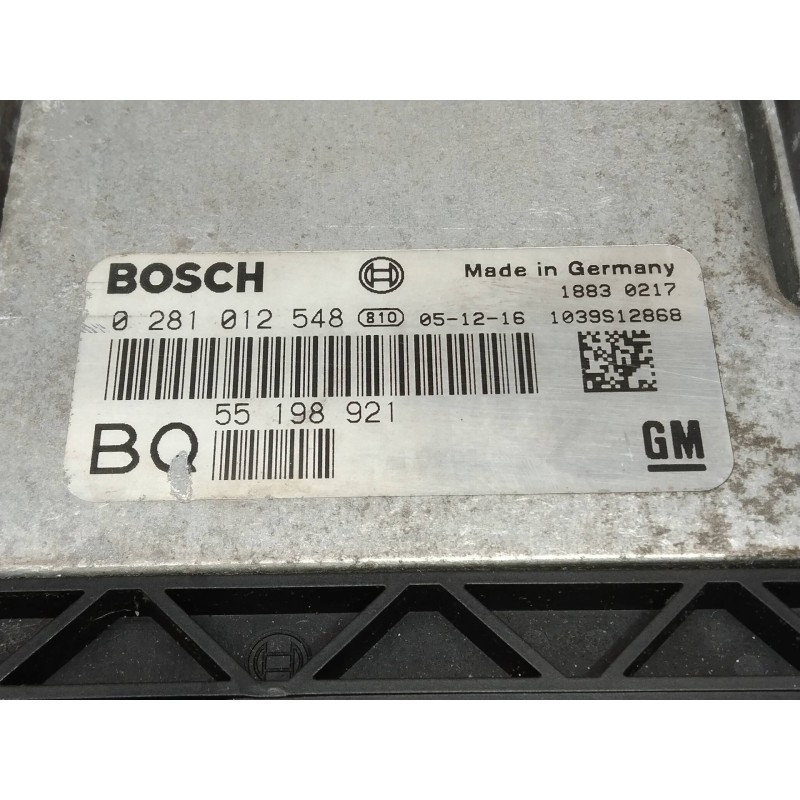 BOSCH Made in Germany
1883 0217
0 281 012 548 810 05-12-16 1039S12868
55 198 921
BQ
GM